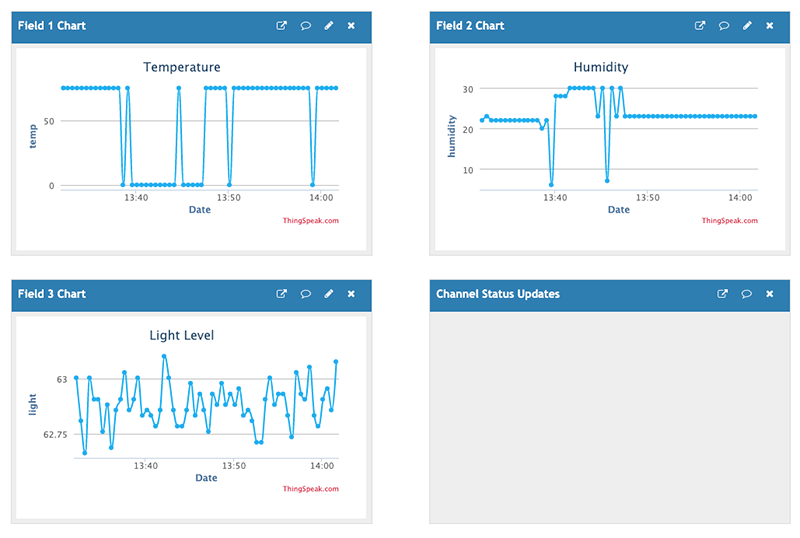 Field 1 Chart
Temperature
temp
50
0
13:40 13:50 14:00
Date
ThingSpeak.com
Field 2 Chart
Humidity
humidity
30
20
10
13:40 13:50 14:00
Date
ThingSpeak.com
Field 3 Chart
Light Level
light
63
62.75
13:40 13:50 14:00
Date
ThingSpeak.com
Channel Status Updates